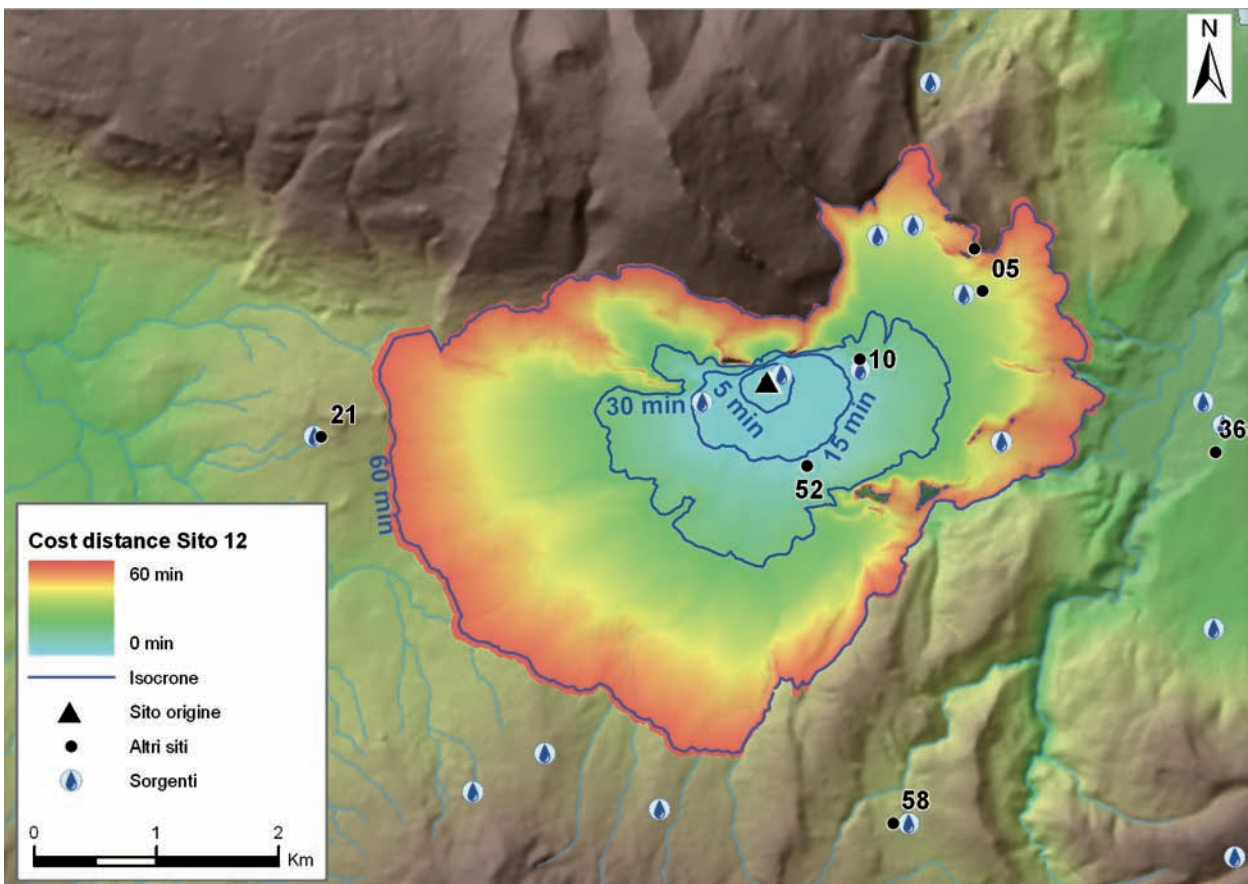 N
05
10
30 min
5 min
15 min
21
36
52
60 min
Cost distance Sito 12
60 min
0 min
Isocrone
Sito origine
Altri siti
Sorgenti
58
0 1 2
Km